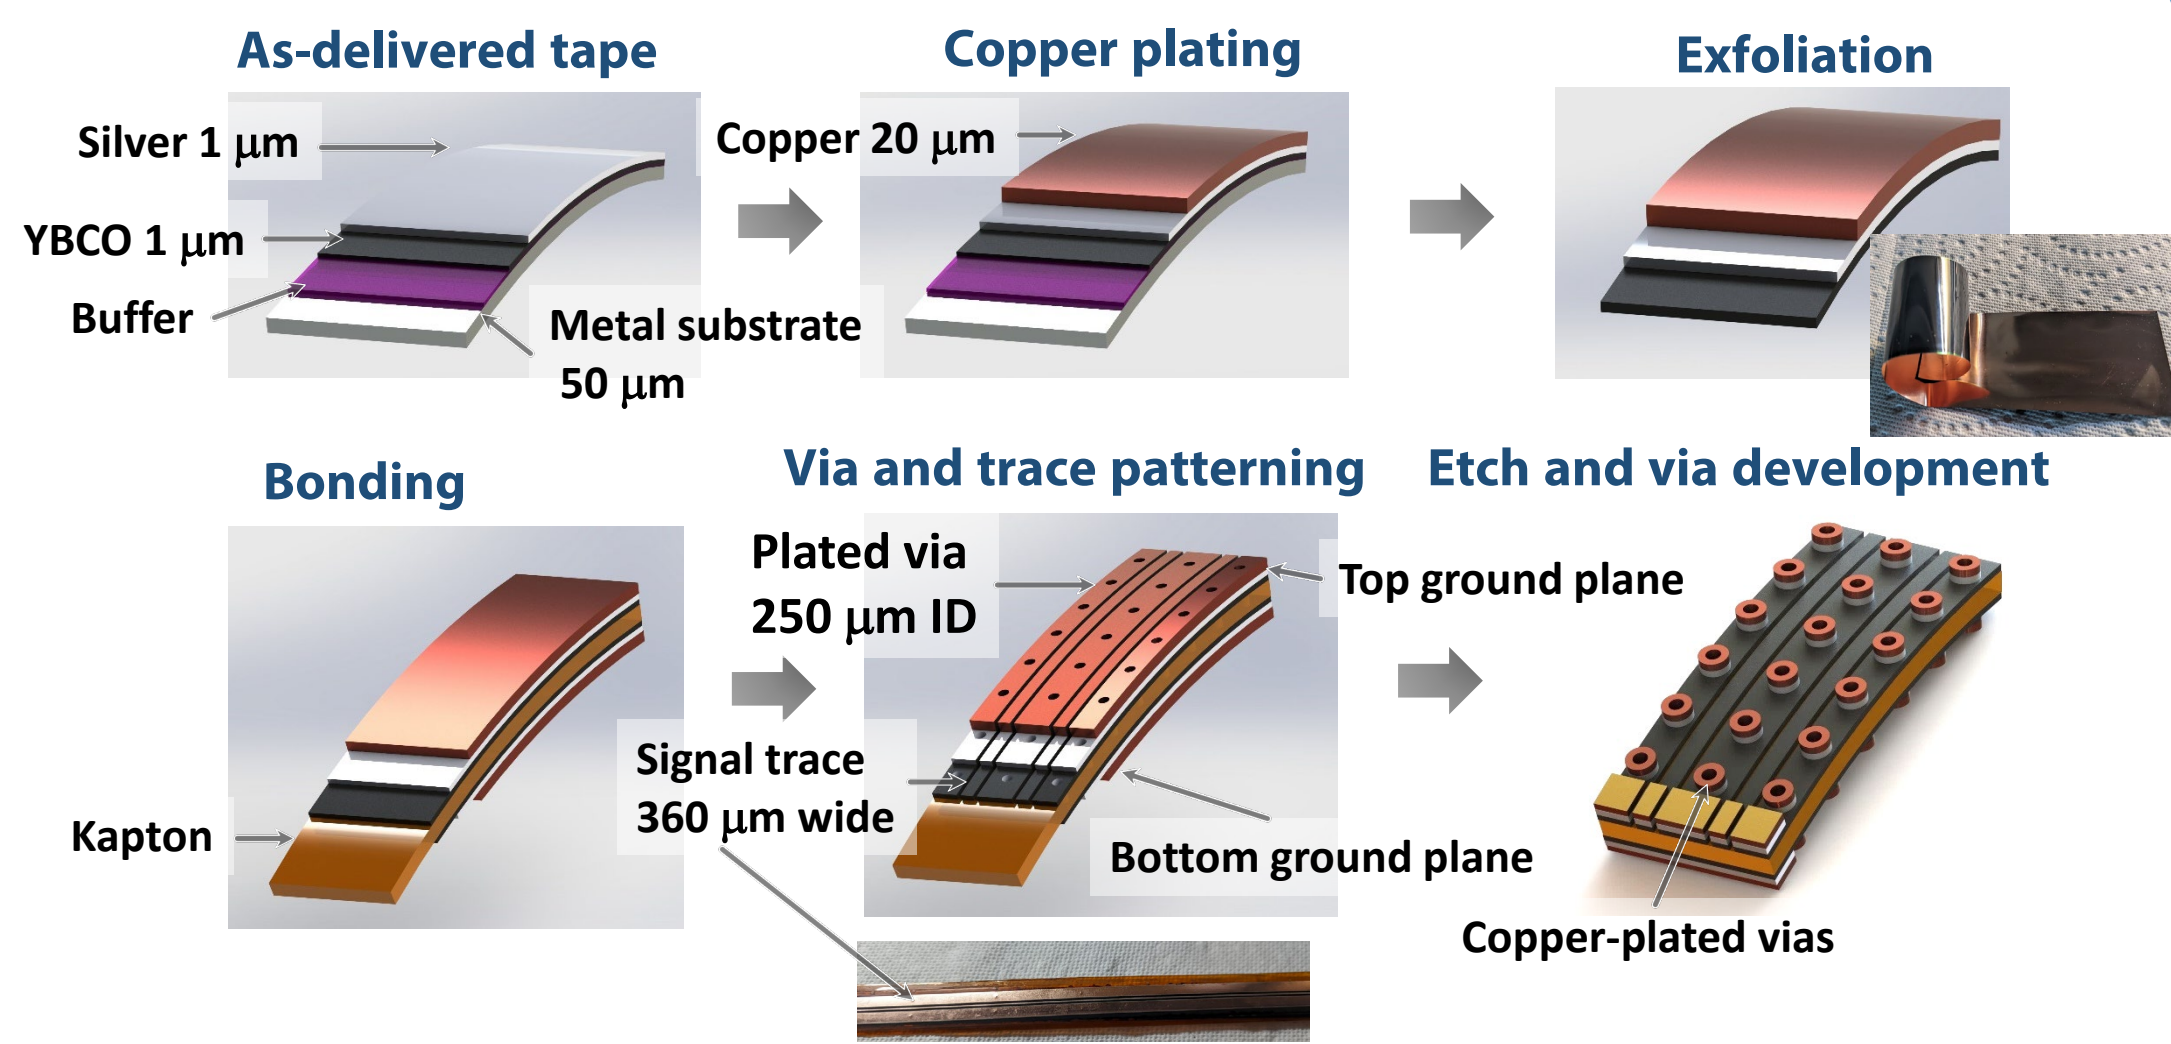 As-delivered tape
Copper plating
Exfoliation
Silver 1 μm
Copper 20 μm
YBCO 1 μm
Buffer
Metal substrate
50 μm
Bonding
Via and trace patterning
Etch and via development
Plated via
250 μm ID
Top ground plane
Signal trace
360 μm wide
Kapton
Bottom ground plane
Copper-plated vias